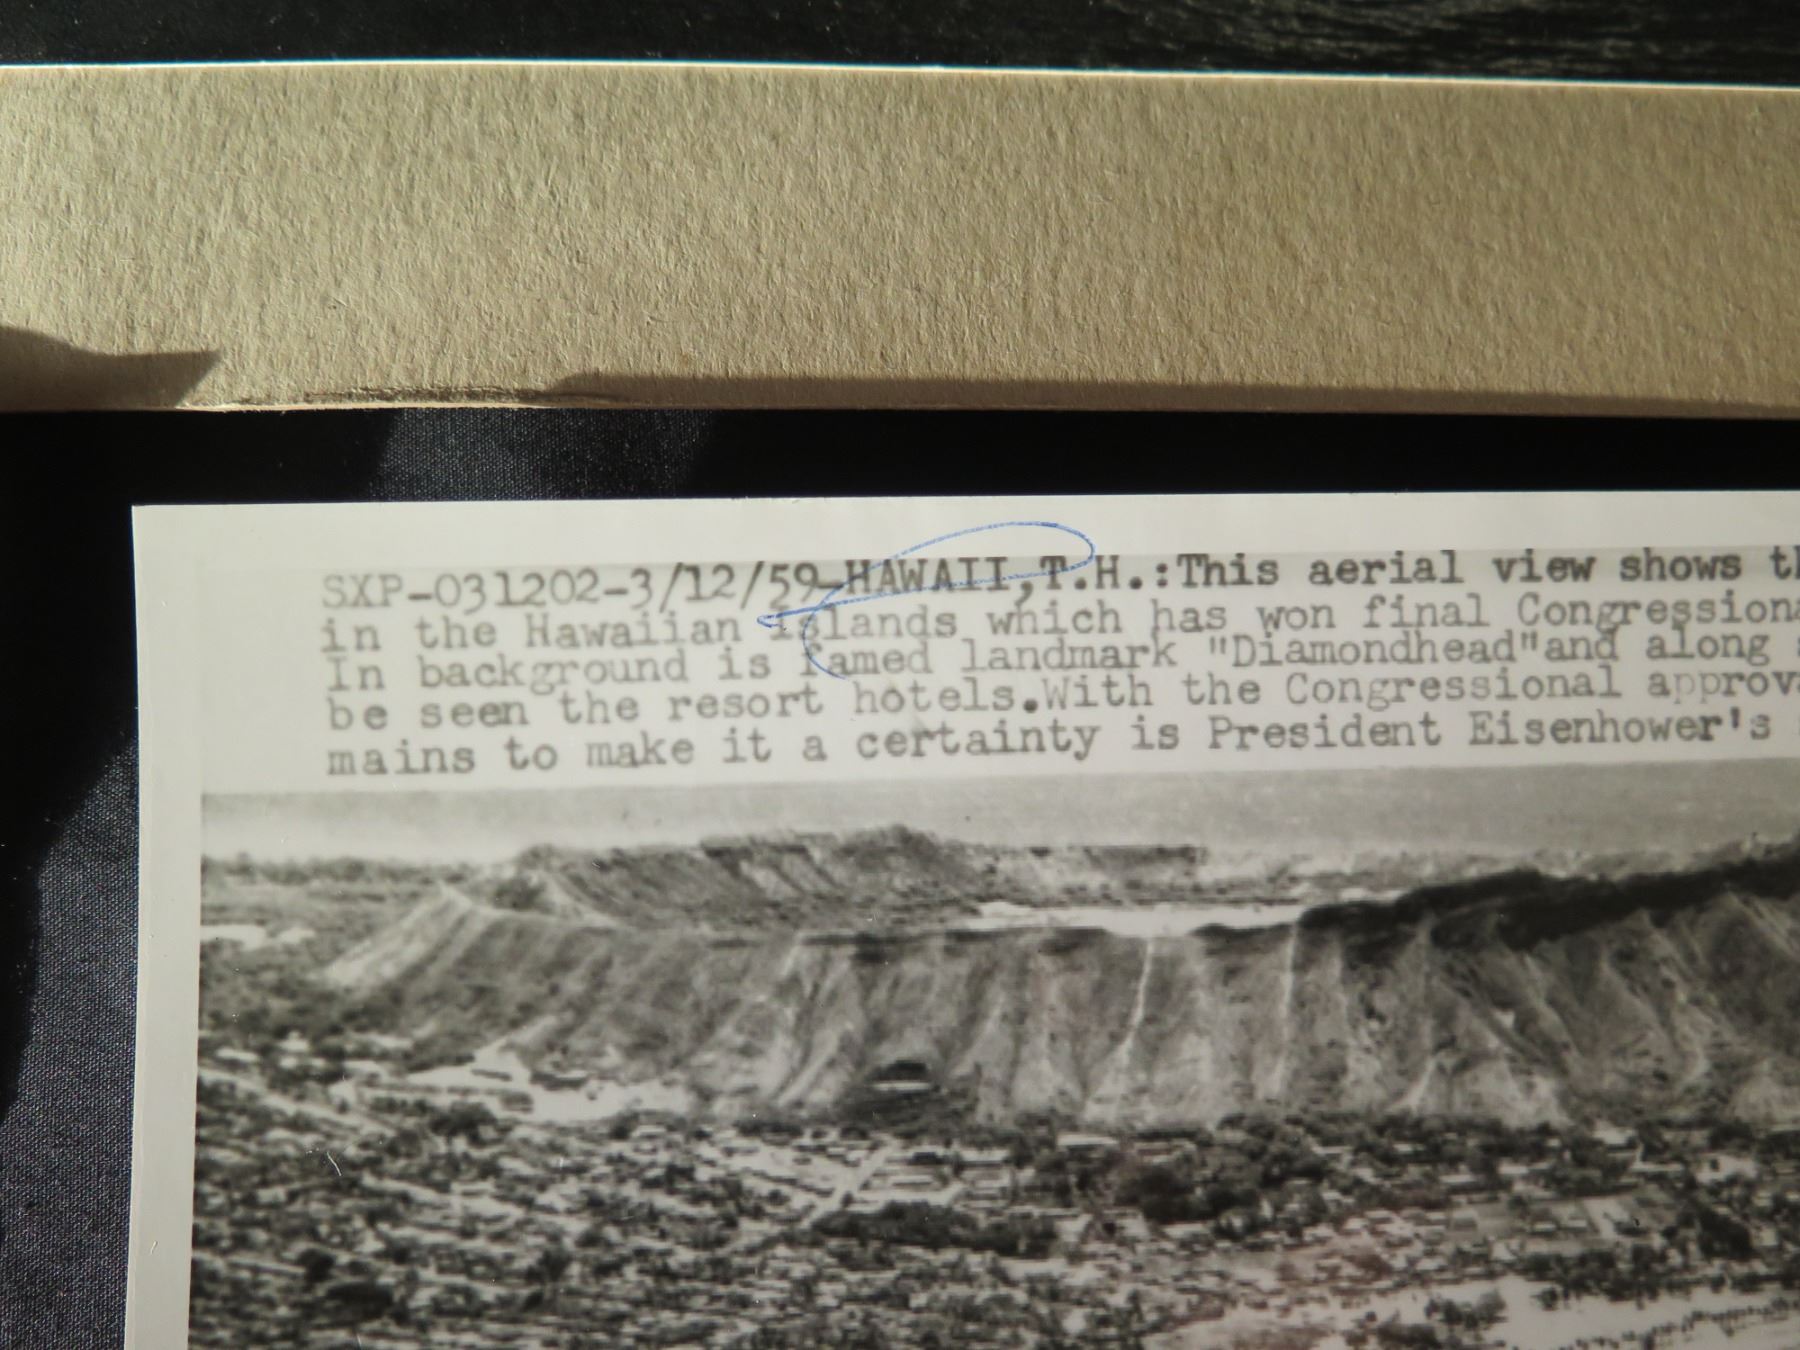 SXP-031202-3/12/59-HAWAII,T.H.:This aerial view shows th
in the Hawaiian islands which has won final Congressiona
In background is famed landmark "Diamondhead"and along
be seen the resort hotels.With the Congressional approva
mains to make it a certainty is President Eisenhower's